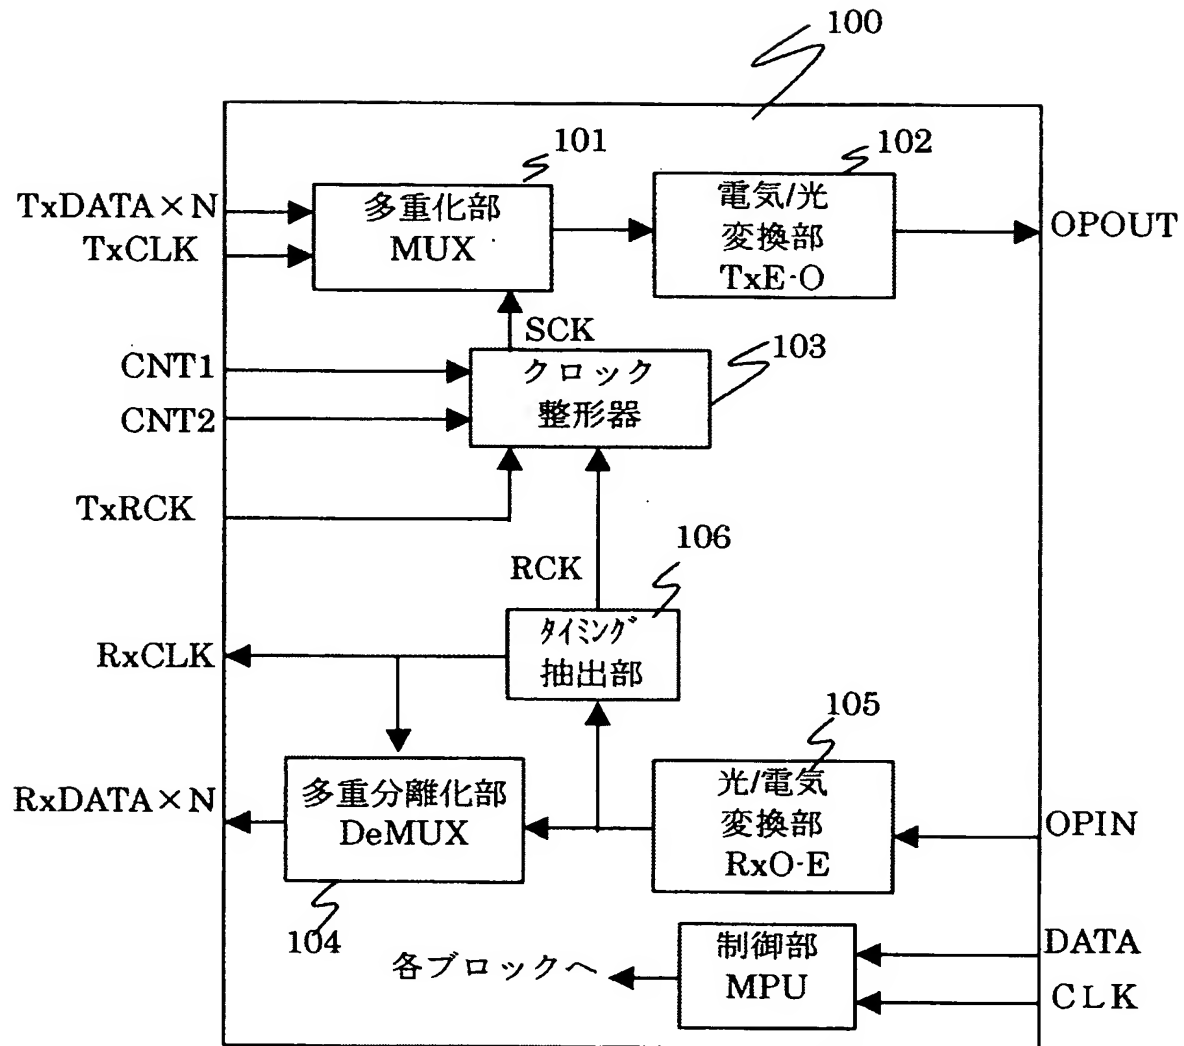 100
101
102
TxDATA×N
TxCLK
多重化部
MUX
電気/光
変換部
TxE-O
OPOUT
SCK
CNT1
CNT2
クロック
整形器
103
TxRCK
106
RCK
RxCLK
タイミング
抽出部
105
RxDATA×N
多重分離化部
DeMUX
光/電気
変換部
RxO-E
OPIN
104
各ブロックへ
制御部
MPU
DATA
CLK